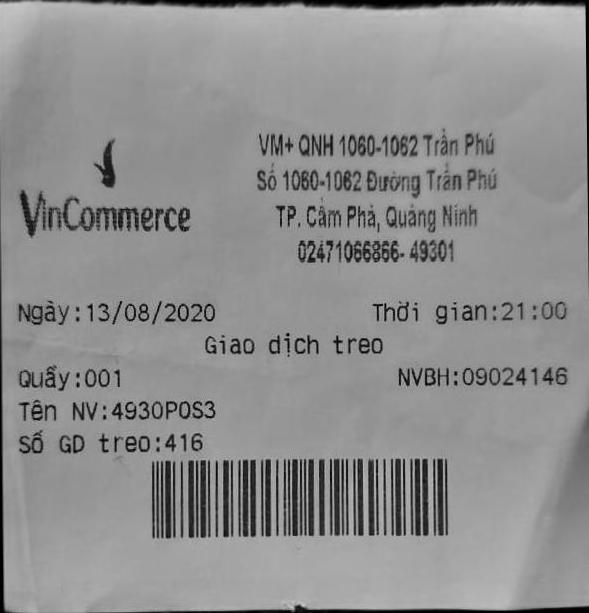 VM+ QNH 1060-1062 Trần Phú
Số 1060-1062 Đường Trần Phú
VinCommerce
TP. Cẩm Phả, Quảng Ninh
02471066866- 49301
Ngày:13/08/2020 Thời gian:21:00
Giao dịch treo
Quầy:001 NVBH:09024146
Tên NV:4930POS3
Số GD treo:416